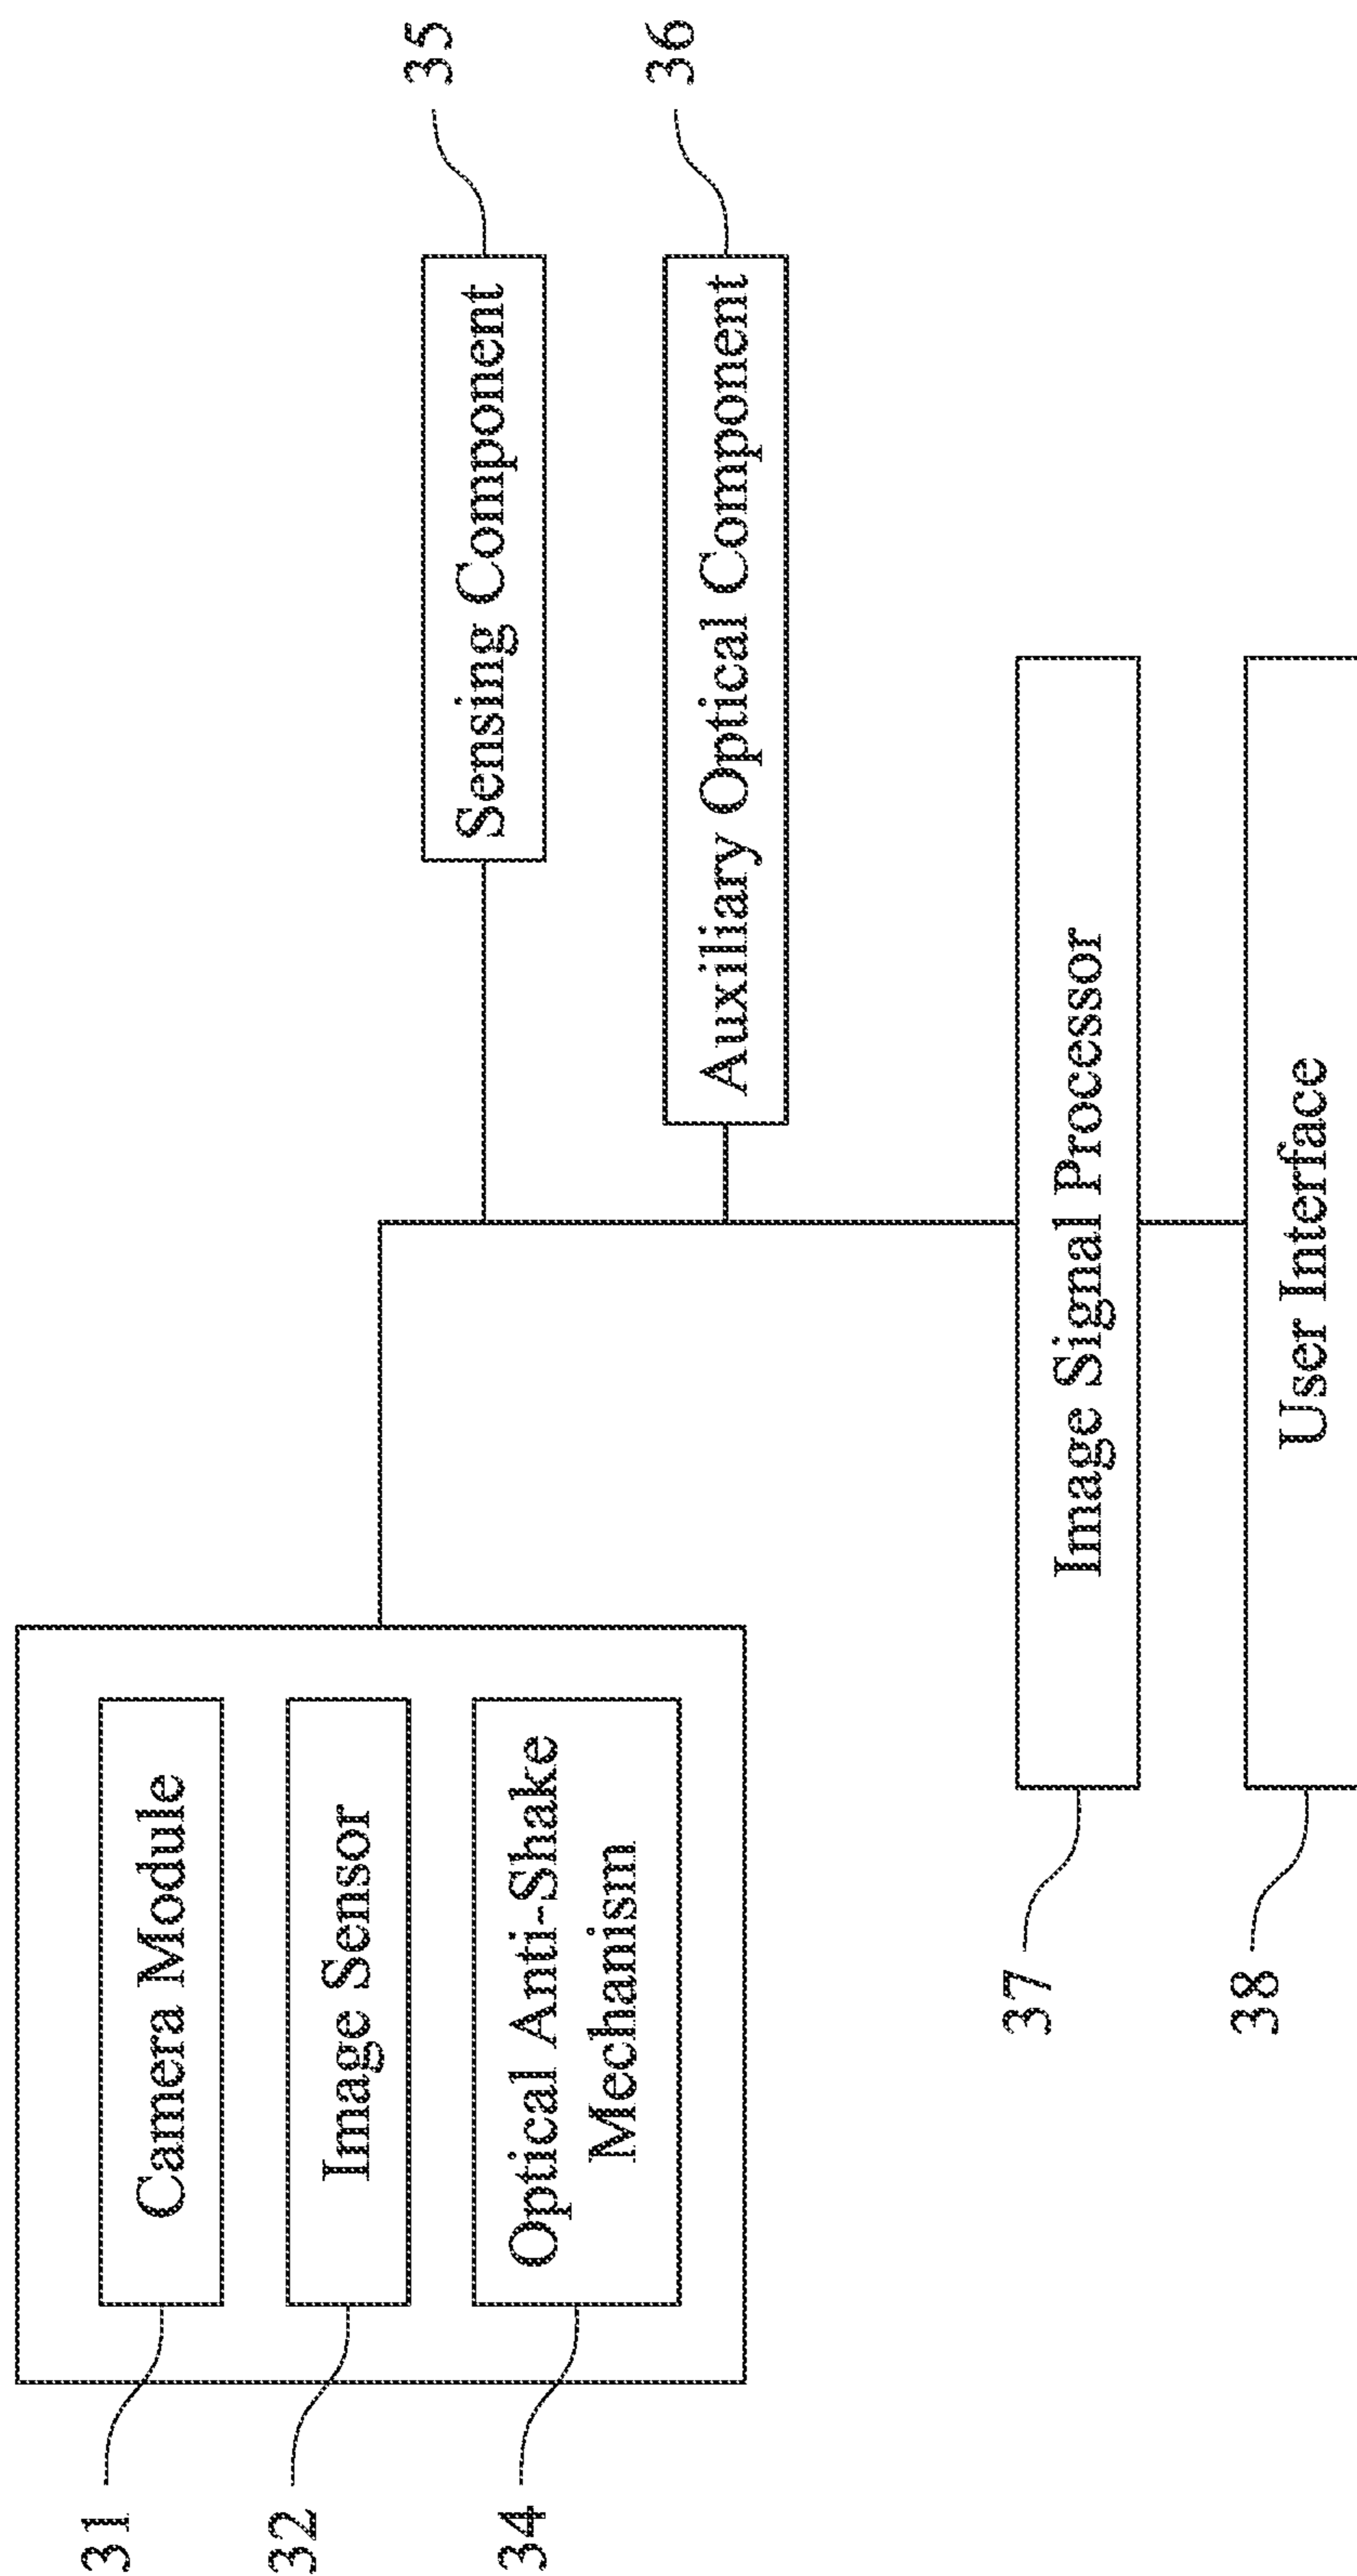 31
Camera Module
32
Image Sensor
34
Optical Anti-Shake
Mechanism
Sensing Component
35
Auxiliary Optical Component
36
37
Image Signal Processor
38
User Interface